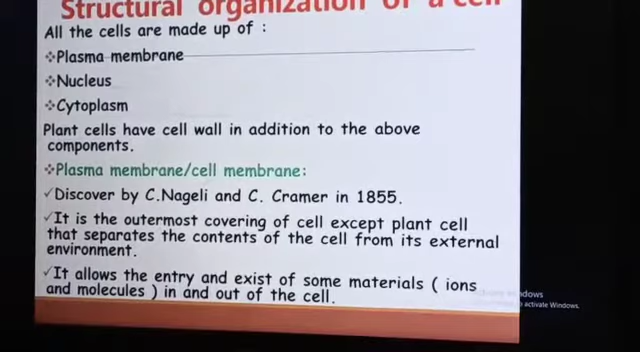 Structural organization of a cell
All the cells are made up of :
❖Plasma membrane
❖Nucleus
❖Cytoplasm
Plant cells have cell wall in addition to the above
components.
❖Plasma membrane/cell membrane:
✓Discover by C.Nageli and C. Cramer in 1855.
✓It is the outermost covering of cell except plant cell
that separates the contents of the cell from its external
environment.
✓It allows the entry and exist of some materials ( ions
and molecules ) in and out of the cell.
activate Windows.